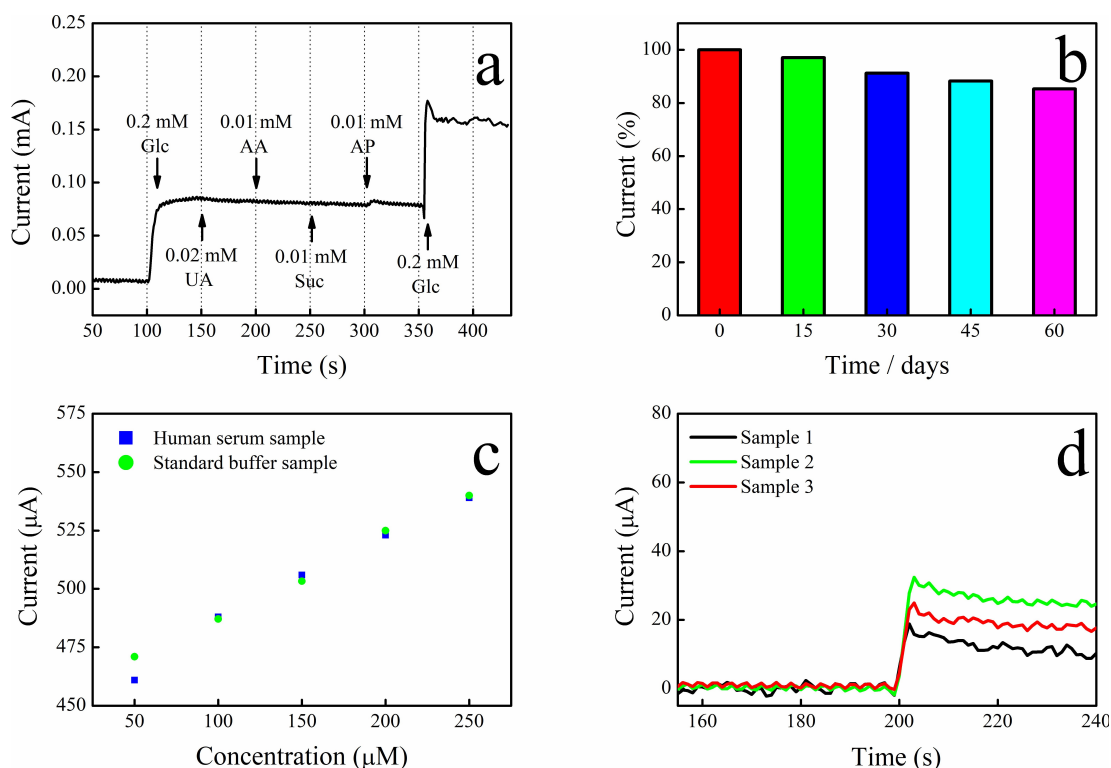 a
Current (mA)
0.25
0.20
0.15
0.10
0.05
0.00
0.2 mM
Glc
0.01 mM
AA
0.01 mM
AP
0.02 mM
UA
0.01 mM
Suc
0.2 mM
Glc
50 100 150 200 250 300 350 400
Time (s)
b
Current (%)
100
80
60
40
20
0
0 15 30 45 60
Time / days
c
Current (μA)
575
550
525
500
475
450
Human serum sample
Standard buffer sample
50 100 150 200 250
Concentration (μM)
d
Current (μA)
80
60
40
20
0
Sample 1
Sample 2
Sample 3
160 180 200 220 240
Time (s)